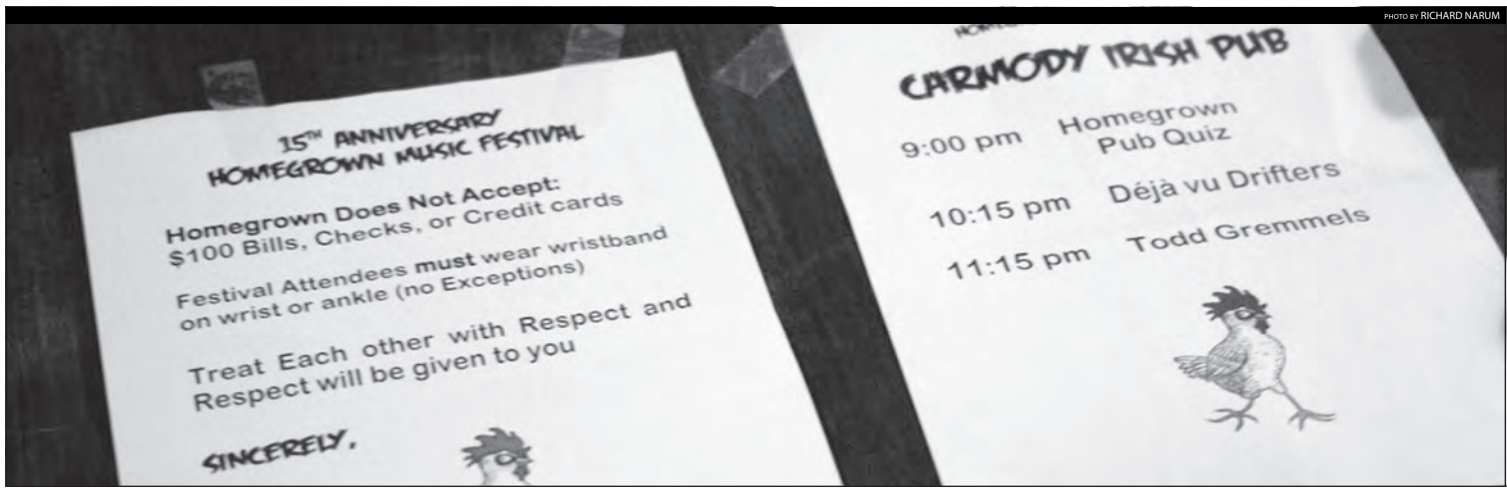 PHOTO BY RICHARD NARUM
15TH ANNIVERSARY
HOMEGROWN MUSIC FESTIVAL
Homegrown Does Not Accept:
$100 Bills, Checks, or Credit cards
Festival Attendees must wear wristband
on wrist or ankle (no Exceptions)
Treat Each other with Respect and
Respect will be given to you
SINCERELY,
CARMODY IRISH PUB
9:00 pm Homegrown
Pub Quiz
10:15 pm Déjà vu Drifters
11:15 pm Todd Gremmels